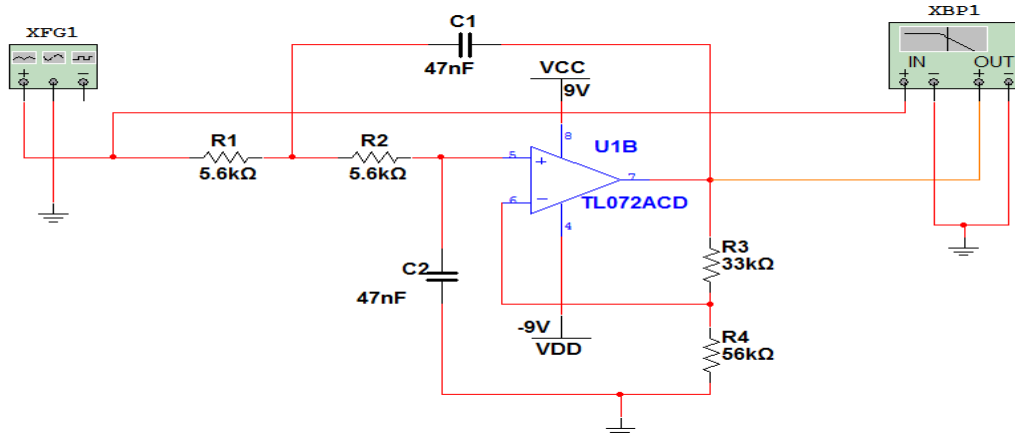 XFG1
C1
47nF
VCC
9V
XBP1
IN
OUT
+ −
+ − + −
R1
5.6kΩ
R2
5.6kΩ
8
U1B
5
+
7
6
−
TL072ACD
4
C2
47nF
R3
33kΩ
-9V
VDD
R4
56kΩ